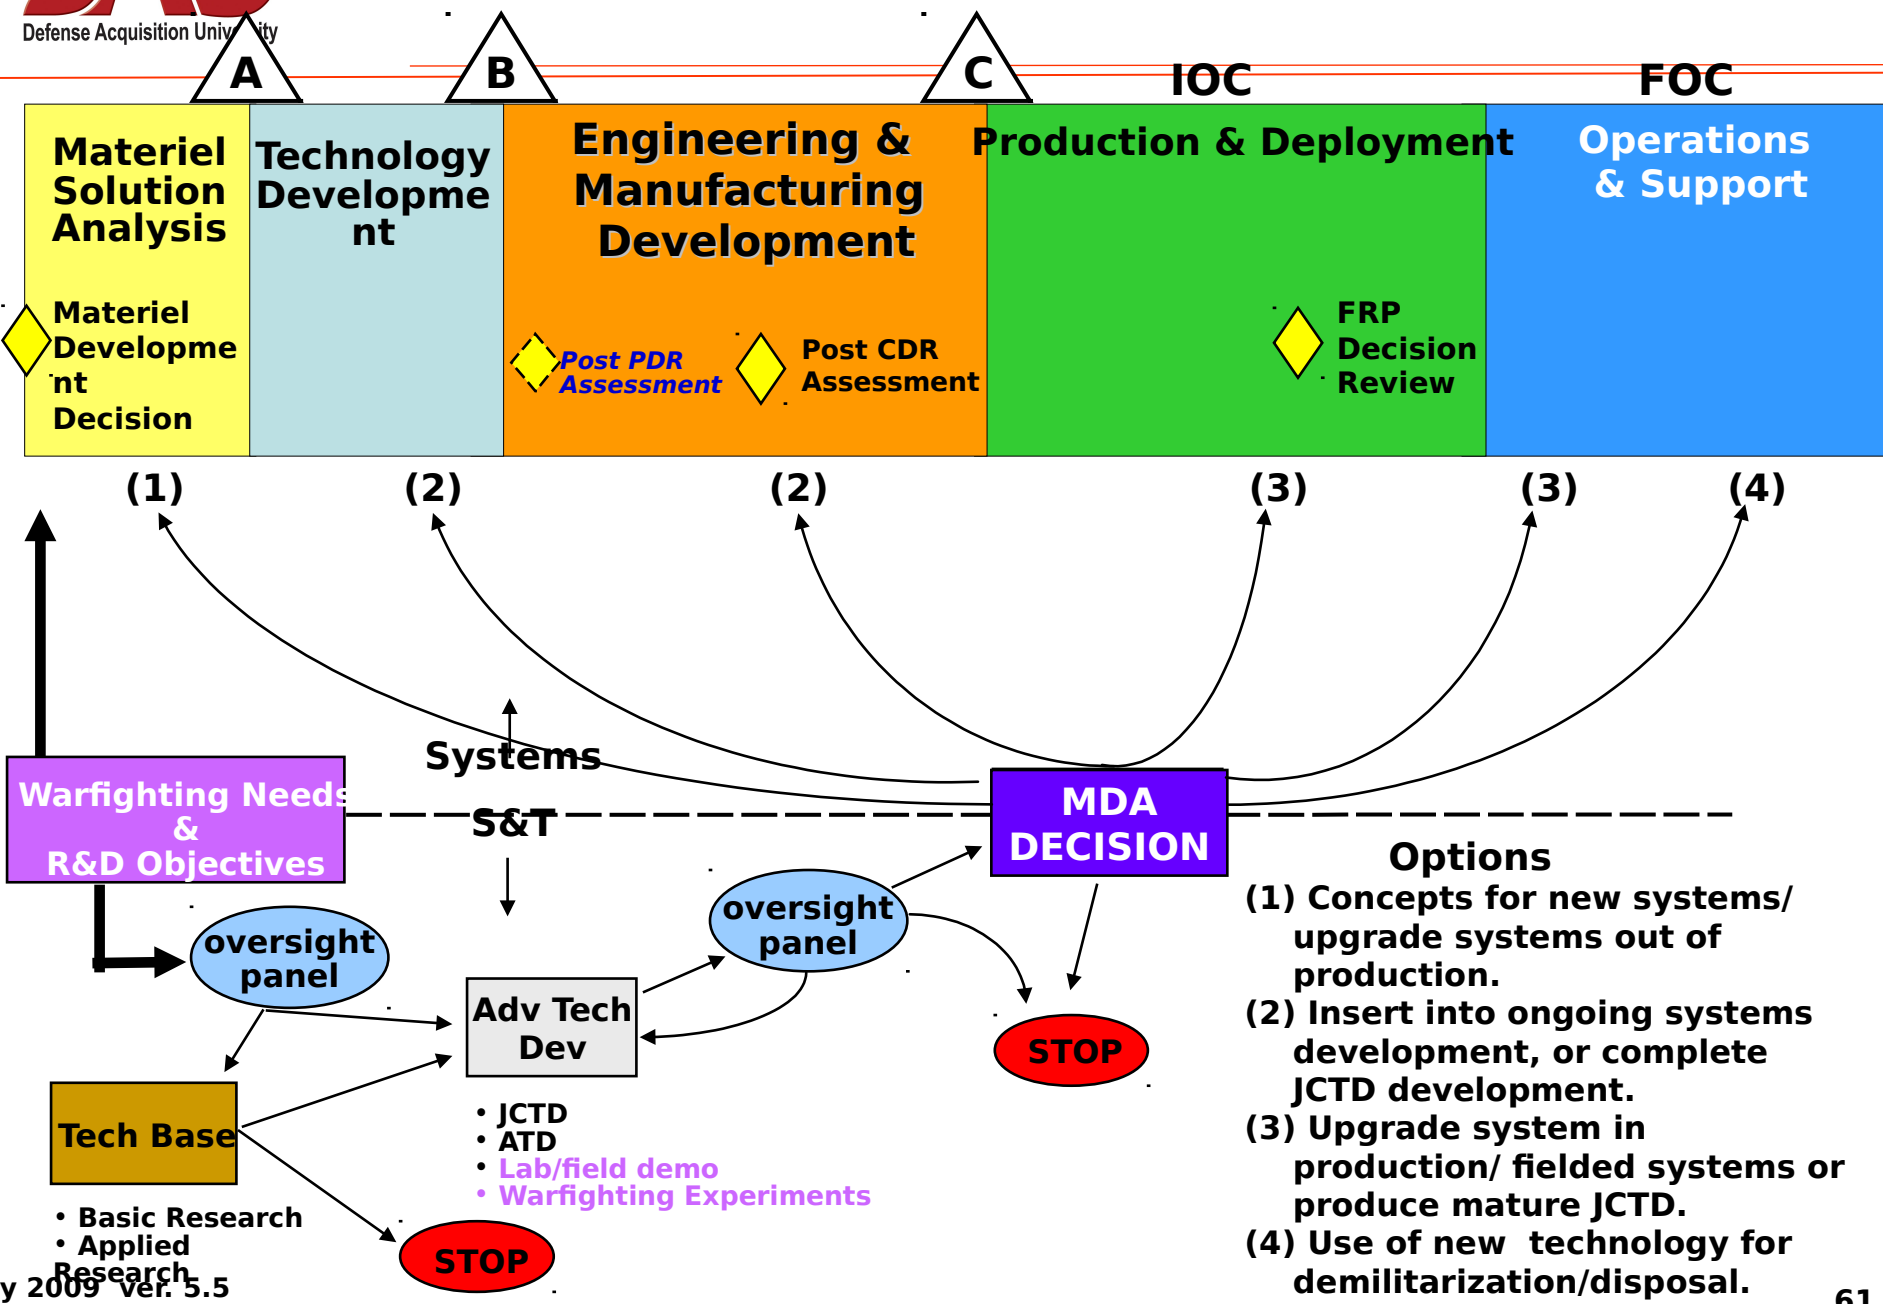 Defense Acquisition University
A
B
C
IOC
FOC
Materiel
Solution
Analysis
Technology
Developme
nt
Engineering &
Manufacturing
Development
Production & Deployment
Operations
& Support
Materiel
Developme
nt
Decision
Post PDR
Assessment
Post CDR
Assessment
FRP
Decision
Review
(1)
(2)
(2)
(3)
(3)
(4)
Systems
S&T
Warfighting Needs
&
R&D Objectives
MDA
DECISION
oversight
panel
oversight
panel
Adv Tech
Dev
STOP
Tech Base
• JCTD
• ATD
• Lab/field demo
• Warfighting Experiments
• Basic Research
• Applied
Research
STOP
Options
(1) Concepts for new systems/
upgrade systems out of
production.
(2) Insert into ongoing systems
development, or complete
JCTD development.
(3) Upgrade system in
production/ fielded systems or
produce mature JCTD.
(4) Use of new technology for
demilitarization/disposal.
y 2009 ver. 5.5
61